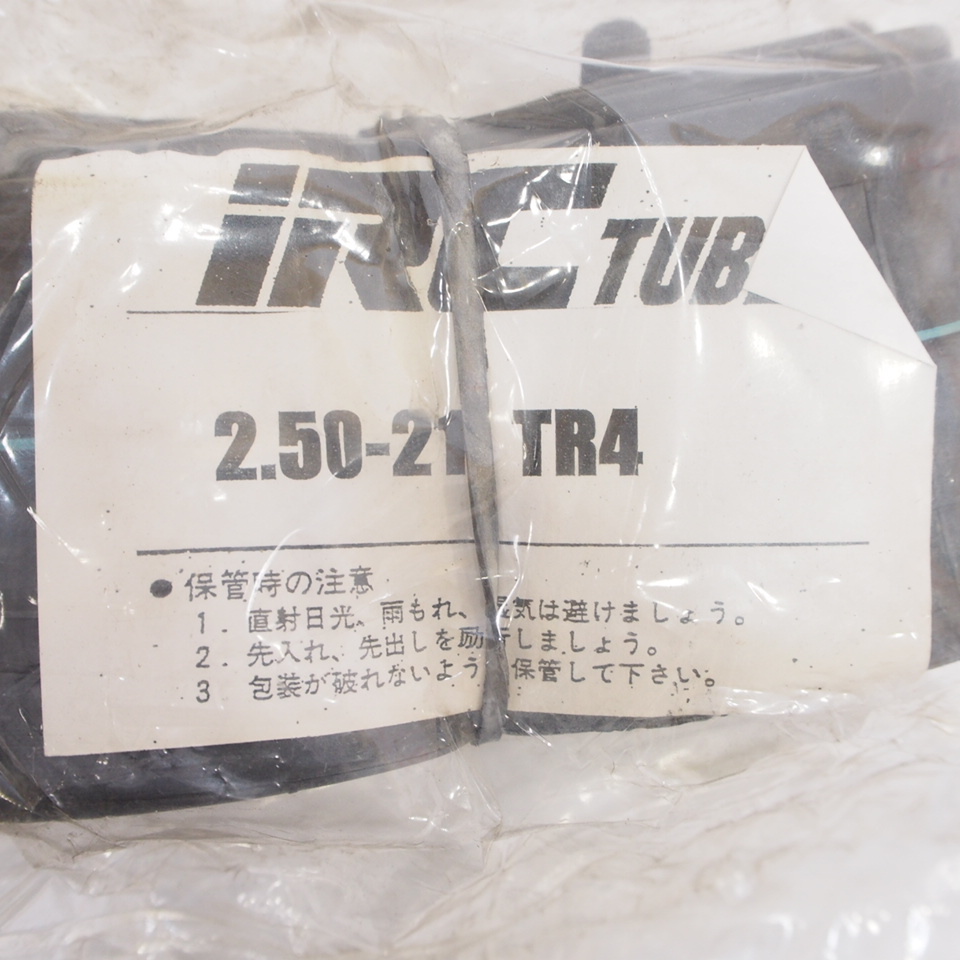 IRC TUB
2.50-21 TR4
●保管時の注意
1. 直射日光、雨もれ、湿気は避けましょう。
2. 先入れ、先出しを励行しましょう。
3 包装が破れないよう 保管して下さい。